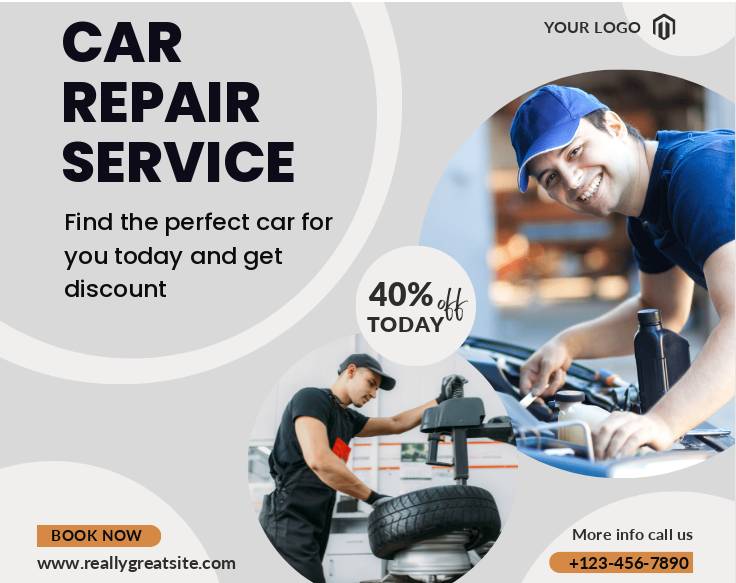 YOUR LOGO
CAR
REPAIR
SERVICE
Find the perfect car for
you today and get
discount
40% off
TODAY
BOOK NOW
www.reallygreatsite.com
More info call us
+123-456-7890